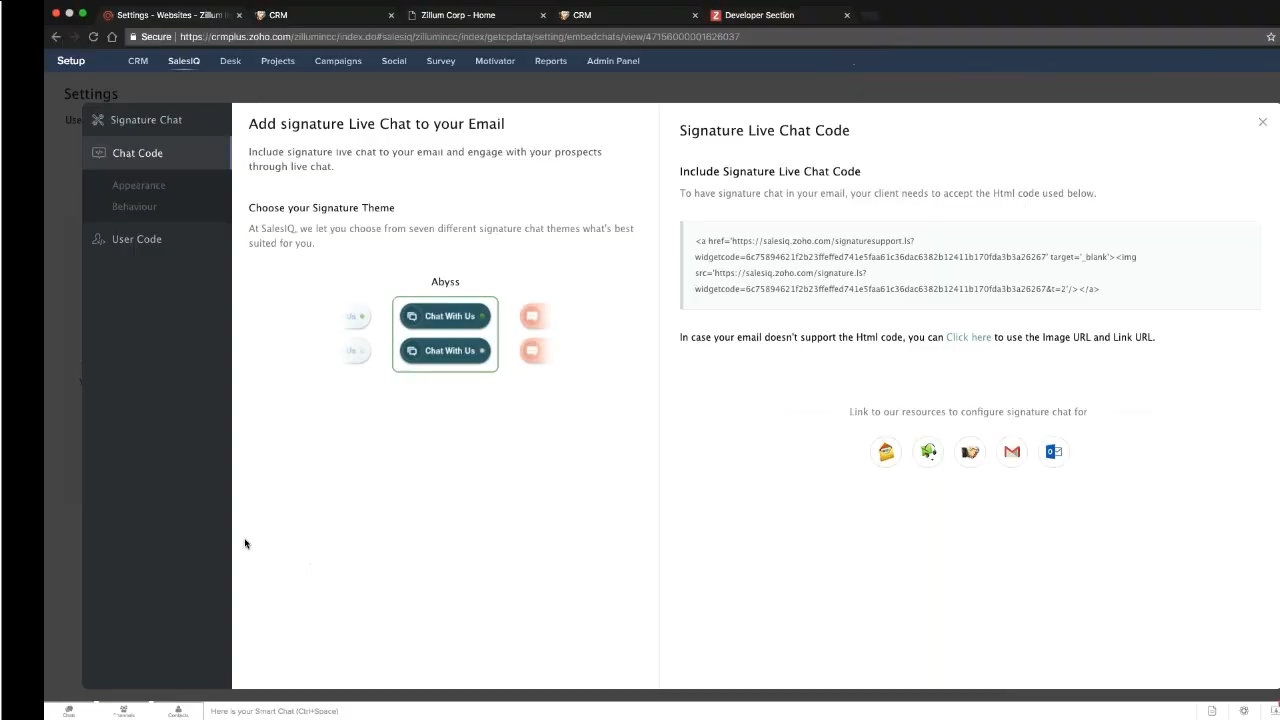 Settings - Websites - Zillum I
CRM
Zillum Corp - Home
CRM
Developer Section
Secure | https://crmplus.zoho.com/zillumincc/index.do#salesiq/zillumincc/index/getcpdata/setting/embedchats/view/47156000001626037
Setup CRM SalesIQ Desk Projects Campaigns Social Survey Motivator Reports Admin Panel
Settings
Use
Signature Chat
Chat Code
Appearance
Behaviour
User Code
Add signature Live Chat to your Email
Include signature live chat to your email and engage with your prospects
through live chat.
Choose your Signature Theme
At SalesIQ, we let you choose from seven different signature chat themes what's best
suited for you.
Abyss
Us
Chat With Us
Us
Chat With Us
Signature Live Chat Code
Include Signature Live Chat Code
To have signature chat in your email, your client needs to accept the Html code used below.
<a href='https://salesiq.zoho.com/signaturesupport.ls?
widgetcode=6c75894621f2b23ffeffed741e5faa61c36dac6382b12411b170fda3b3a26267' target='_blank'><img
src='https://salesiq.zoho.com/signature.ls?
widgetcode=6c75894621f2b23ffeffed741e5faa61c36dac6382b12411b170fda3b3a26267&t=2'/></a>
In case your email doesn't support the Html code, you can Click here to use the Image URL and Link URL.
Link to our resources to configure signature chat for
Chats
Channels
Contacts
Here is your Smart Chat (Ctrl+Space)